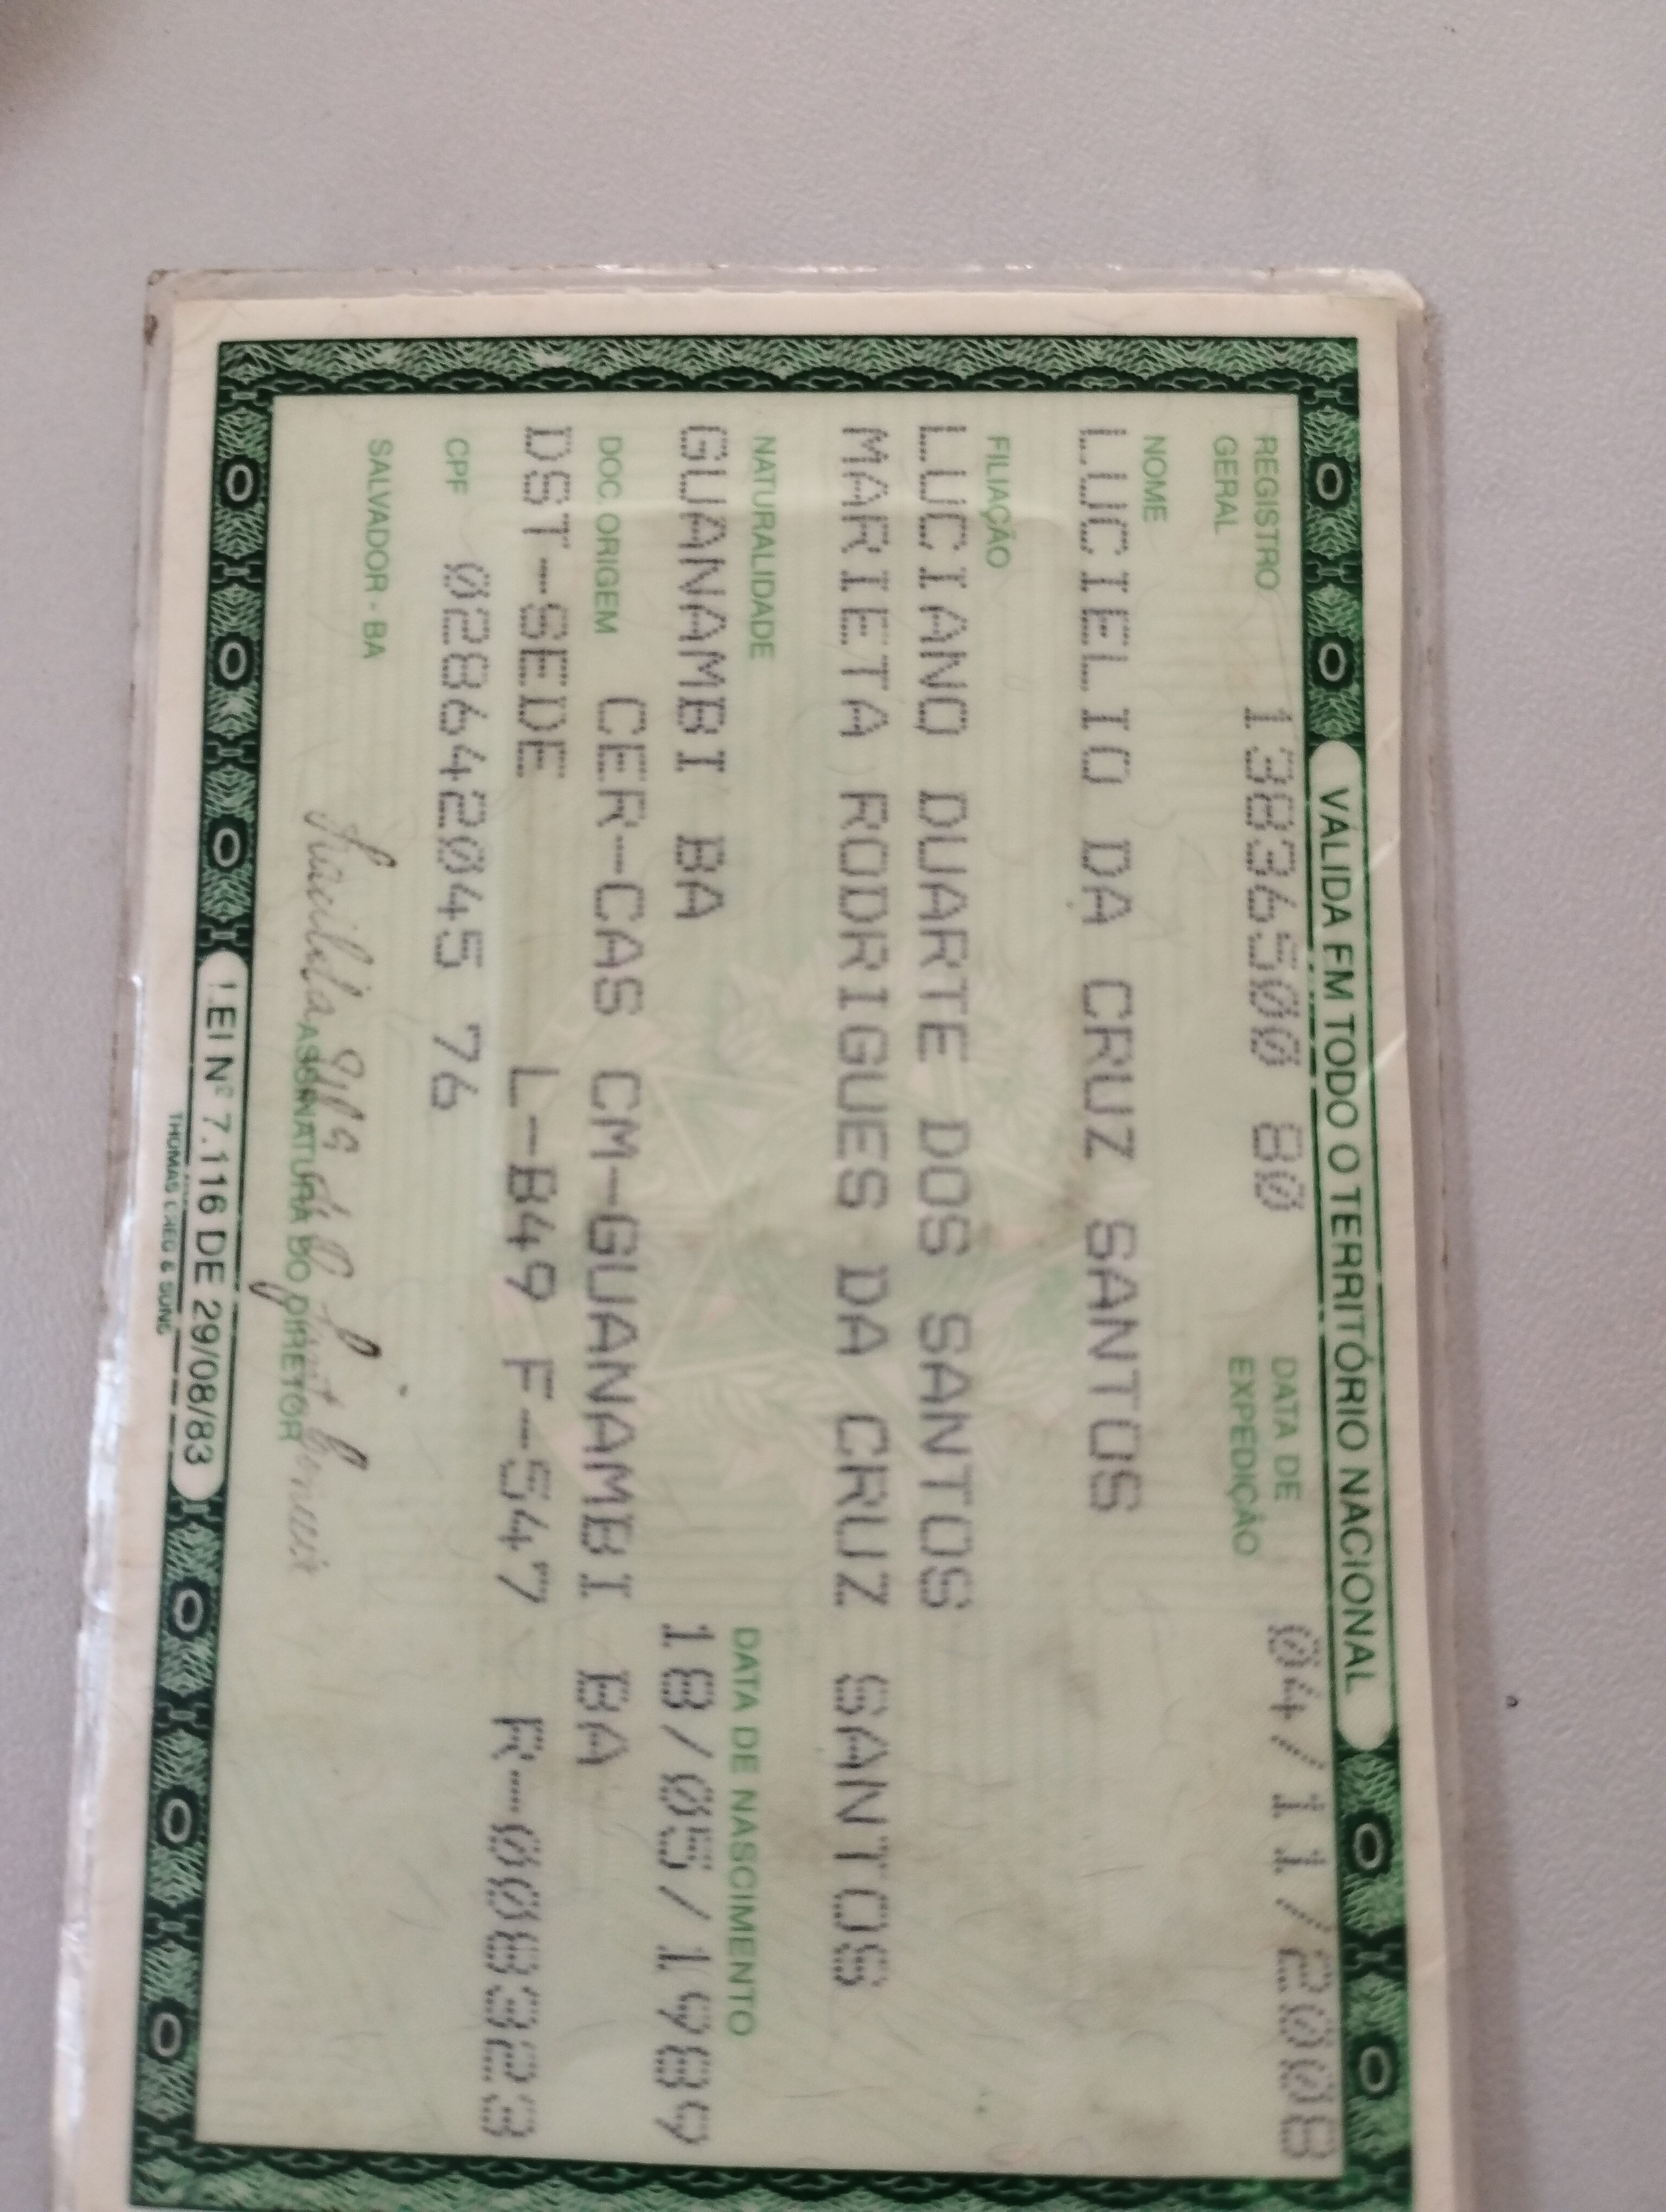 VÁLIDA EM TODO O TERRITÓRIO NACIONAL
REGISTRO GERAL 13836500 80 DATA DE EXPEDIÇÃO 04/11/2008
NOME
LUCIELIO DA CRUZ SANTOS
FILIAÇÃO
LUCIANO DUARTE DOS SANTOS
MARIETA RODRIGUES DA CRUZ SANTOS
NATURALIDADE DATA DE NASCIMENTO
GUANAMBI BA 18/05/1989
DOC ORIGEM CER-CAS CM-GUANAMBI BA
DST-SEDE L-B49 F-547 R-008323
CPF 028642045 76
SALVADOR - BA
ASSINATURA DO DIRETOR
LEI Nº 7.116 DE 29/08/83
THOMAS GREG & SONS